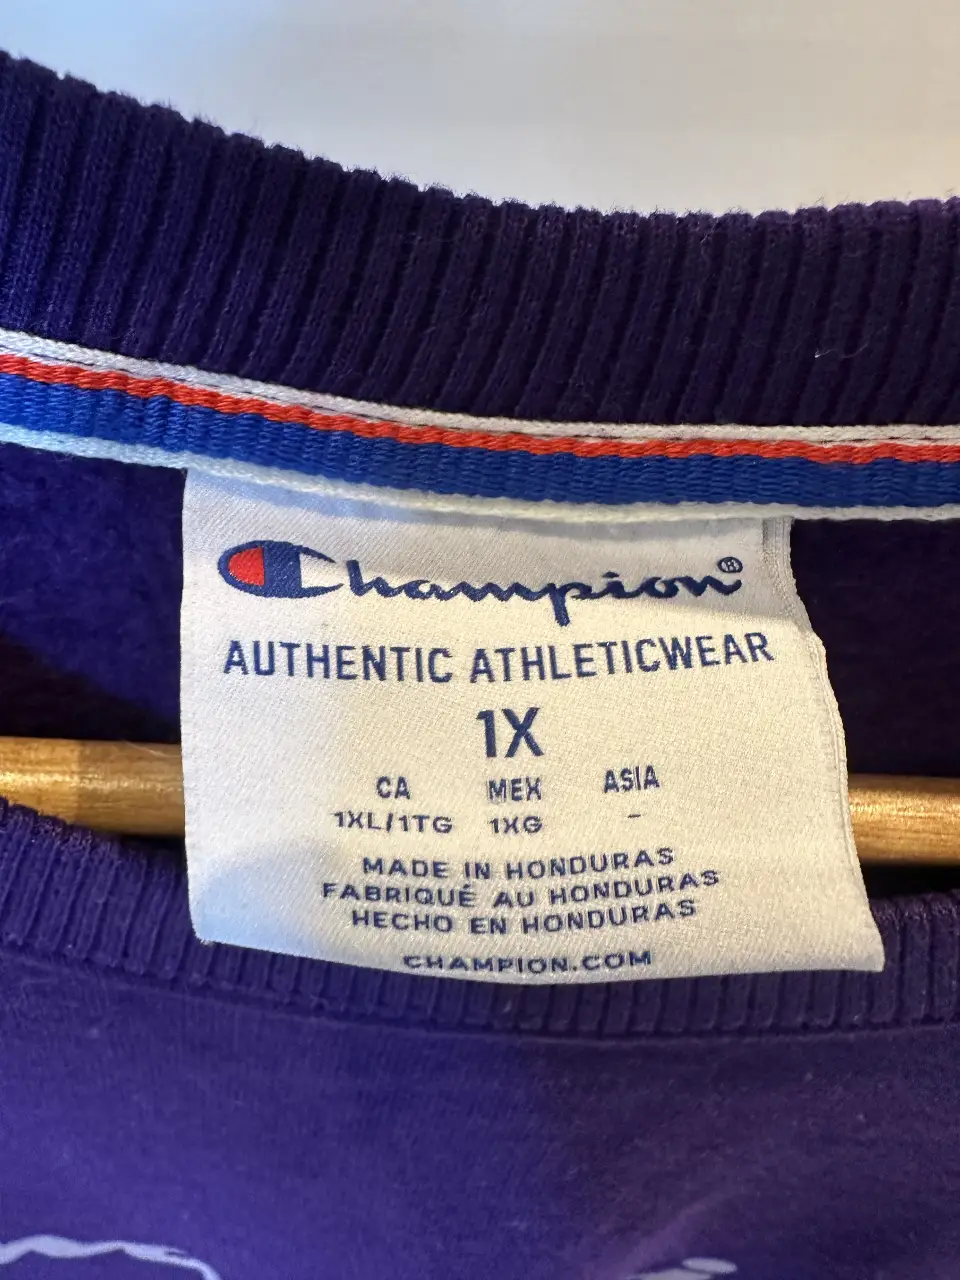 Champion®
AUTHENTIC ATHLETICWEAR
1X
CA MEX ASIA
1XL/1TG 1XG -
MADE IN HONDURAS
FABRIQUÉ AU HONDURAS
HECHO EN HONDURAS
CHAMPION.COM